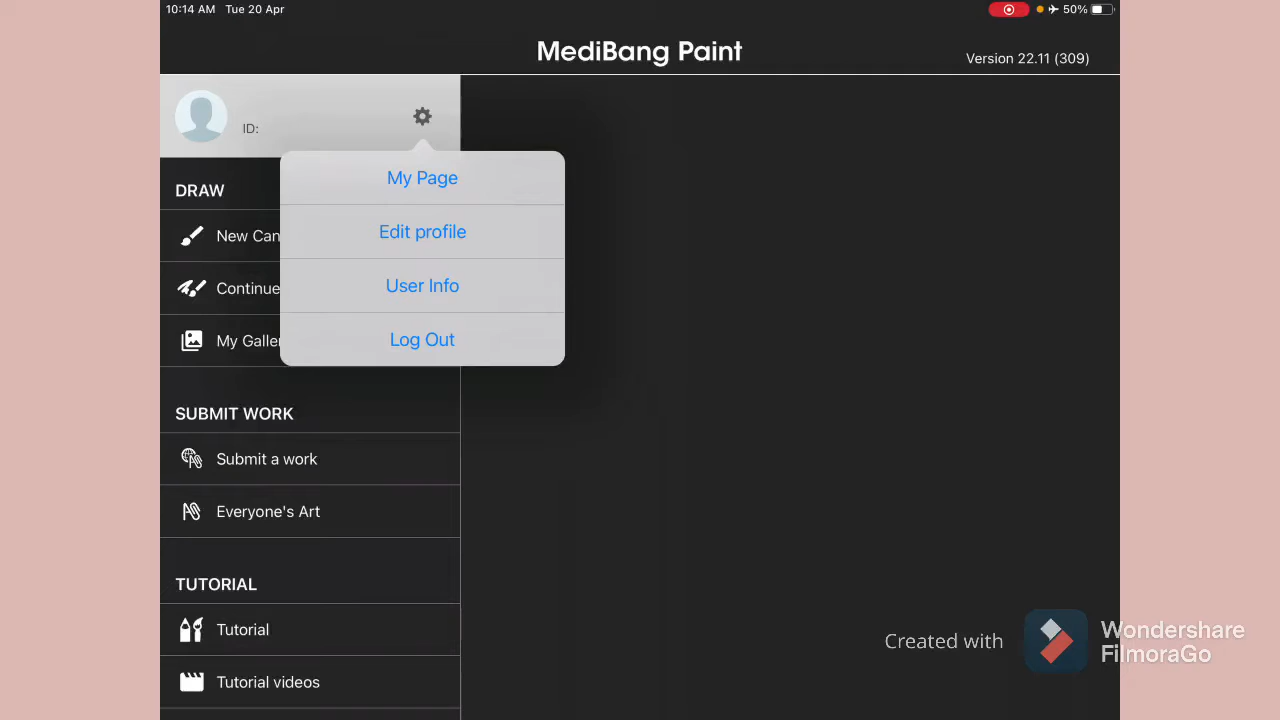 10:14 AM Tue 20 Apr
50%
MediBang Paint
Version 22.11 (309)
ID:
My Page
Edit profile
User Info
Log Out
DRAW
New Can
Continue
My Galle
SUBMIT WORK
Submit a work
Everyone's Art
TUTORIAL
Tutorial
Tutorial videos
Created with
Wondershare
FilmoraGo